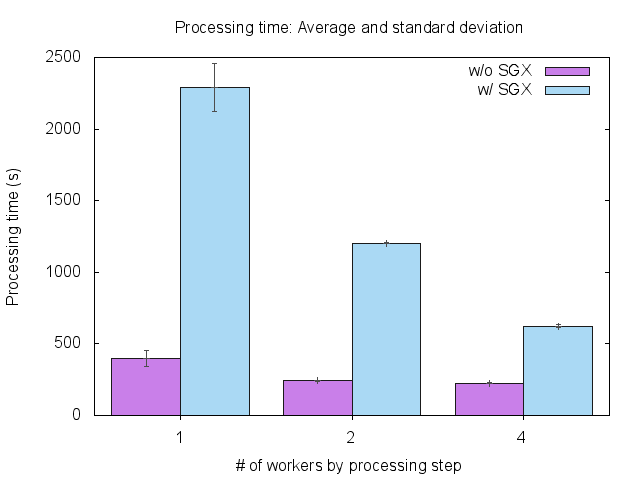 Processing time: Average and standard deviation
w/o SGX
w/ SGX
2500
2000
1500
1000
500
0
Processing time (s)
1 2 4
# of workers by processing step